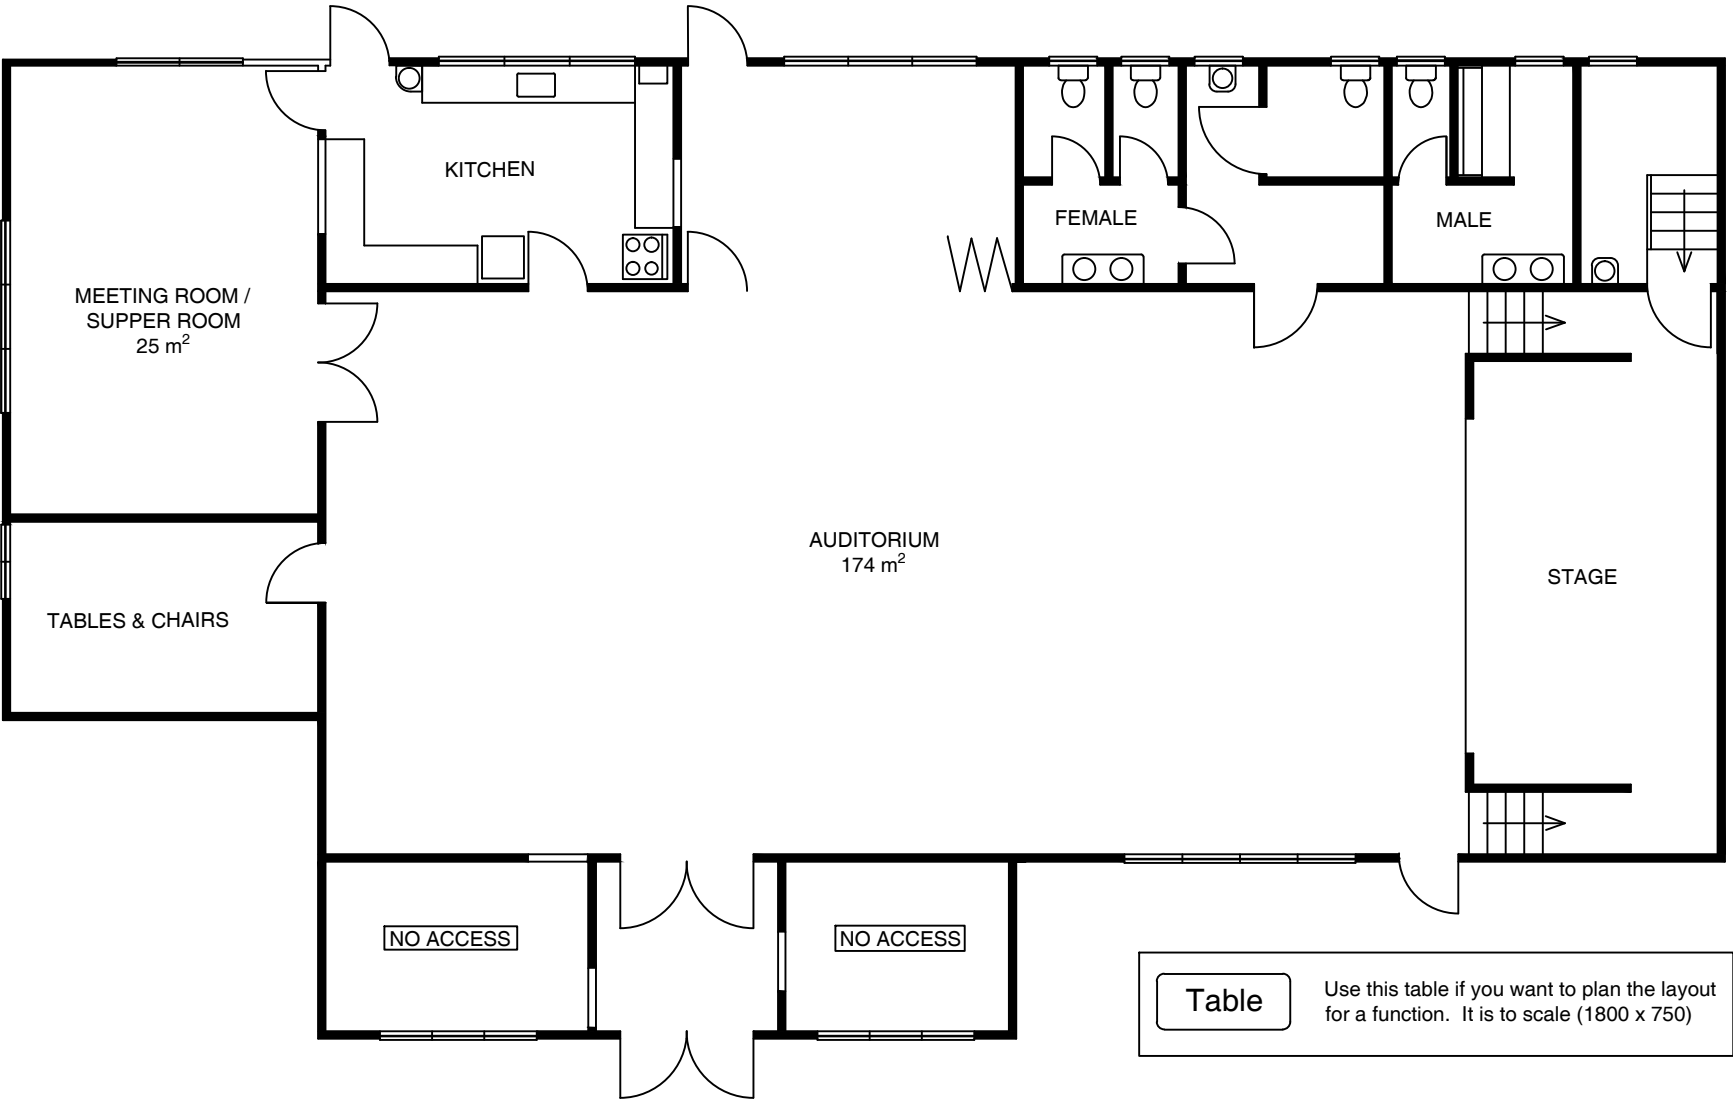 KITCHEN
FEMALE
MALE
MEETING ROOM /
SUPPER ROOM
25 m²
AUDITORIUM
174 m²
STAGE
TABLES & CHAIRS
NO ACCESS
NO ACCESS
Table
Use this table if you want to plan the layout
for a function. It is to scale (1800 x 750)